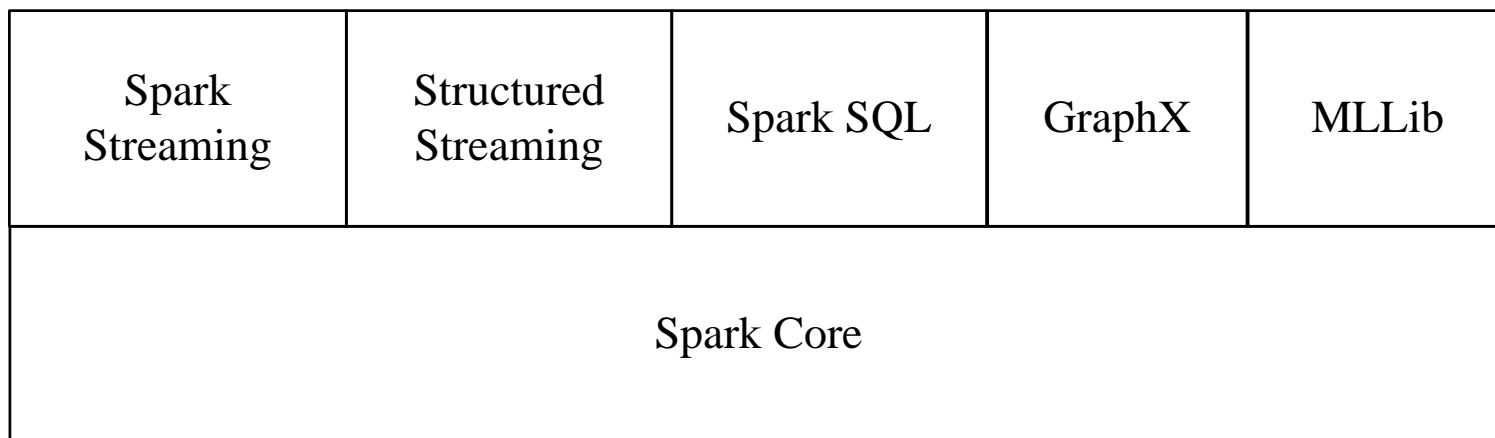 Spark
Streaming
Structured
Streaming
Spark SQL
GraphX
MLLib
Spark Core